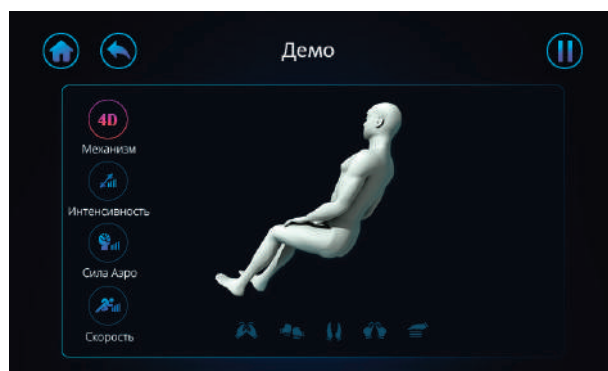 Демо
4D
Механизм
Интенсивность
Сила Аэро
Скорость